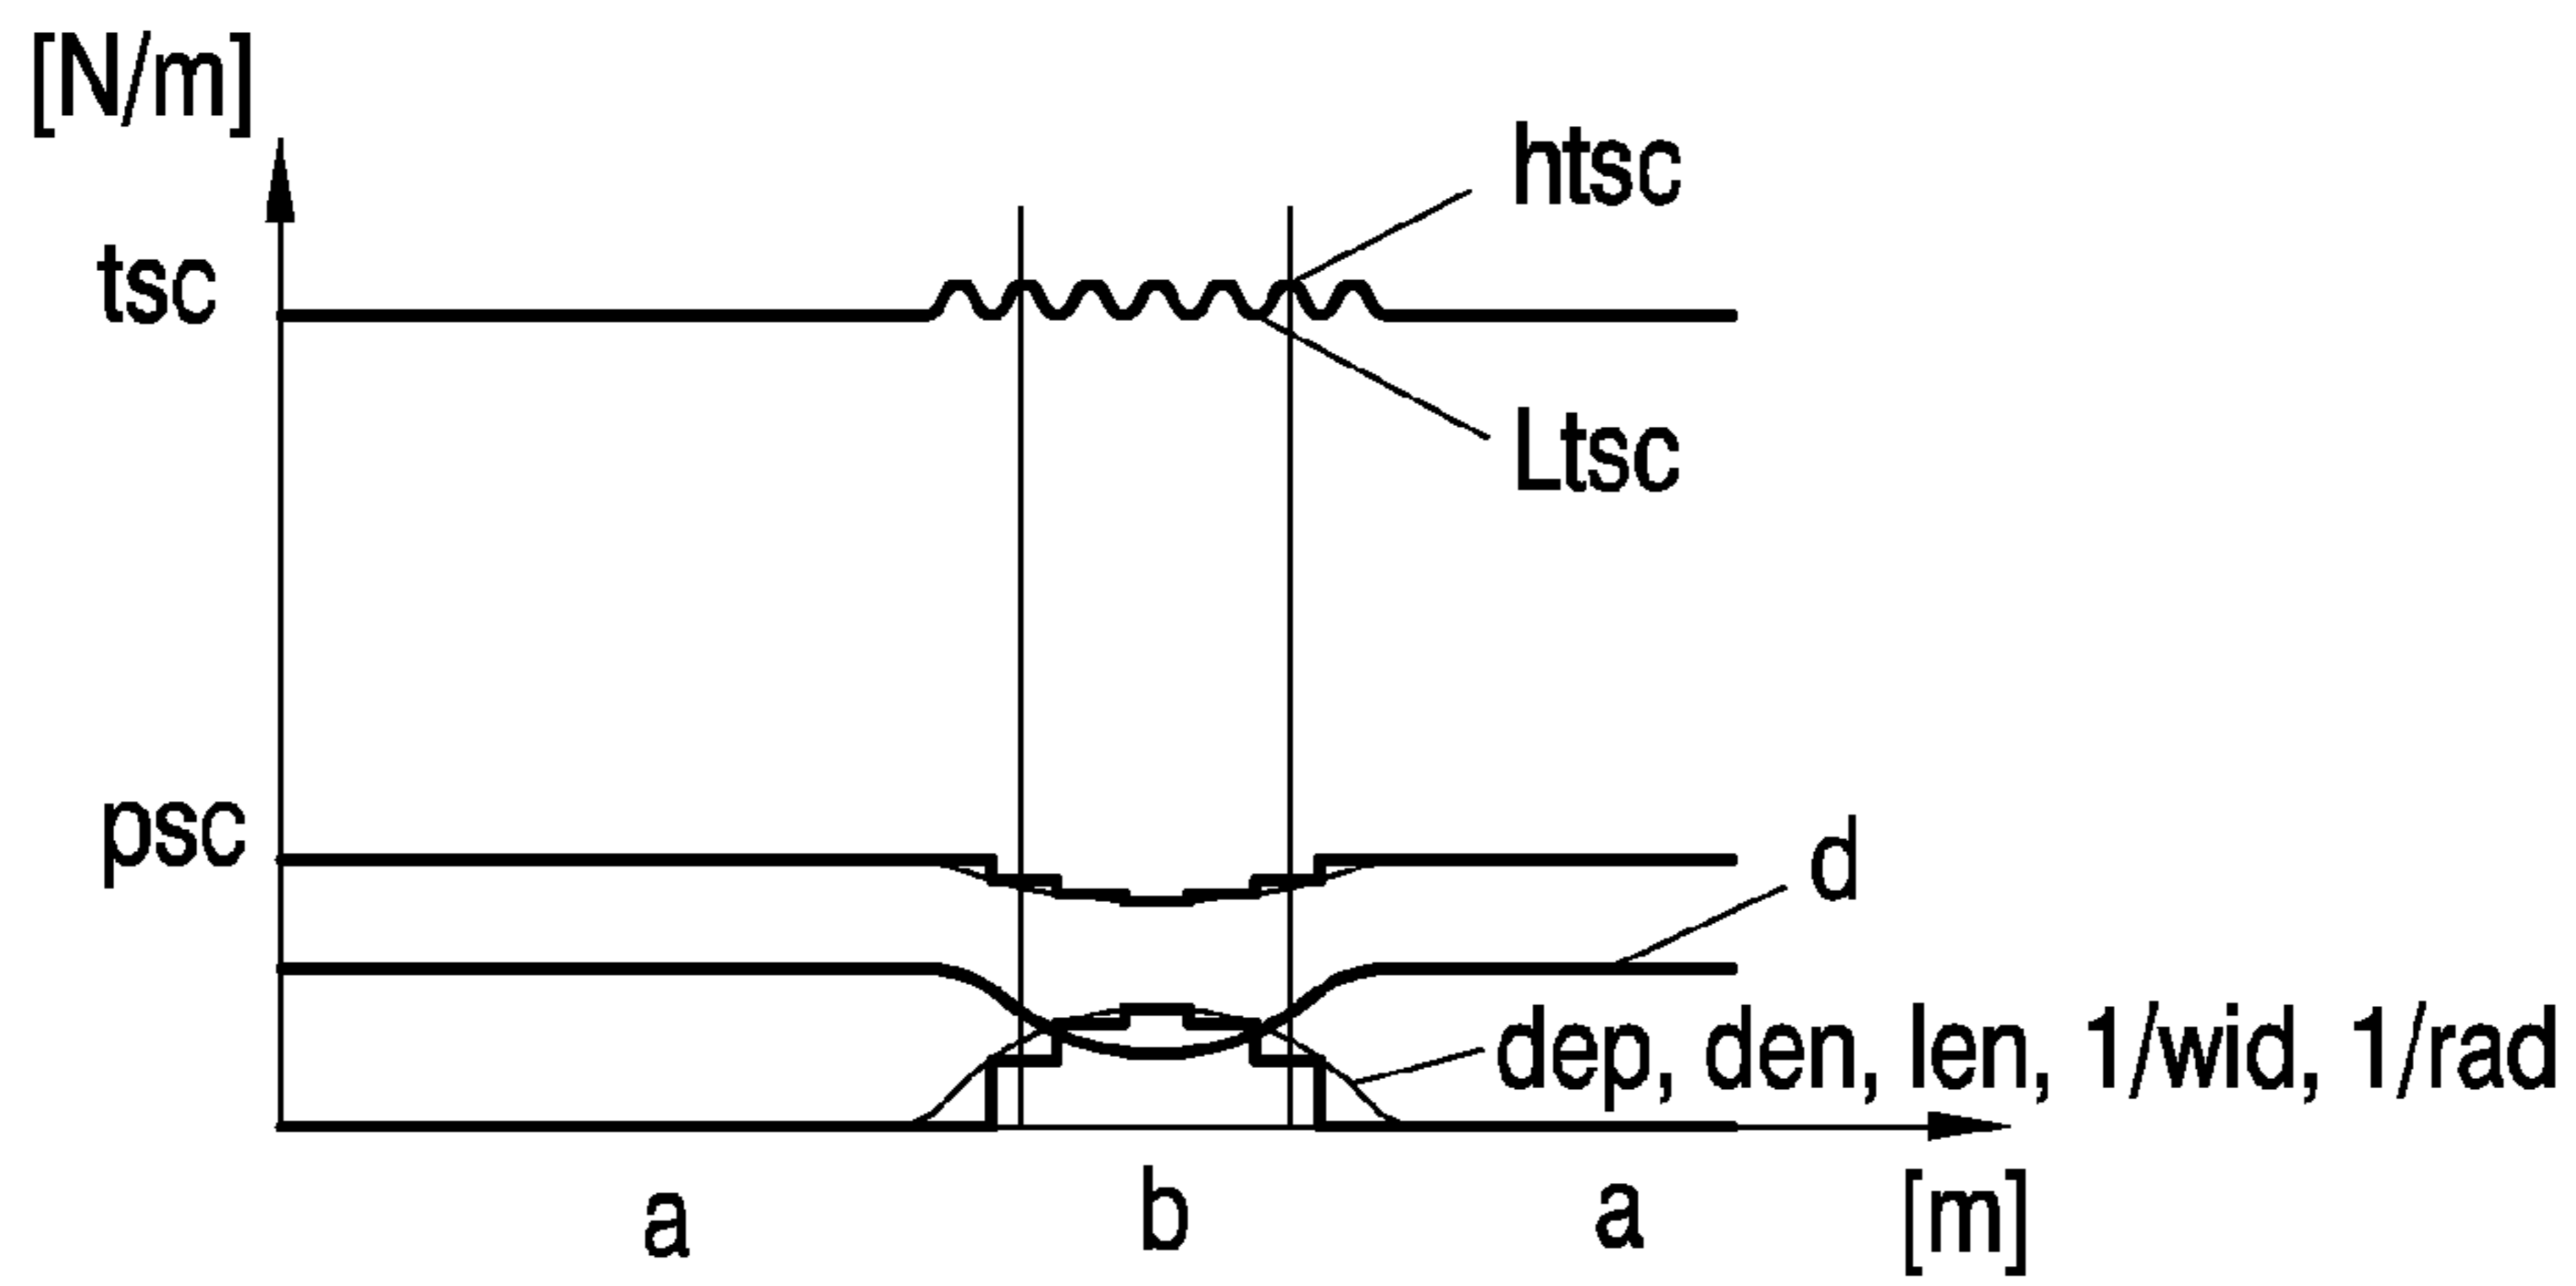 [N/m]
htsc
tsc
Ltsc
psc
d
dep, den, len, 1/wid, 1/rad
a b a [m]